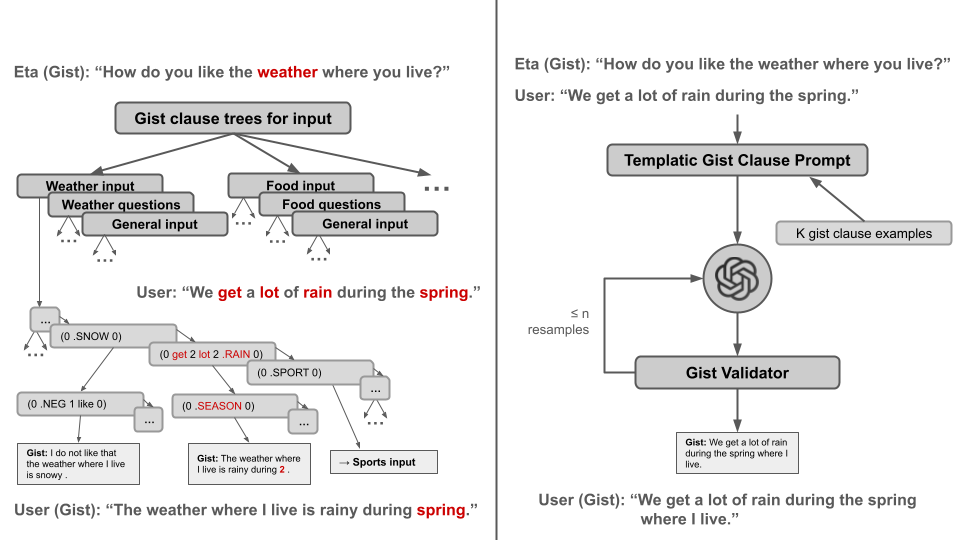 Eta (Gist): “How do you like the weather where you live?”
Gist clause trees for input
Weather input
Weather questions
General input
...
...
...
Food input
Food questions
General input
...
...
...
...
User: “We get a lot of rain during the spring.”
...
...
(0 .SNOW 0)
(0 get 2 lot 2 .RAIN 0)
(0 .SPORT 0)
...
...
(0 .NEG 1 like 0)
...
(0 .SEASON 0)
...
Gist: I do not like that
the weather where I live
is snowy .
Gist: The weather where
I live is rainy during 2 .
→ Sports input
User (Gist): “The weather where I live is rainy during spring.”
Eta (Gist): “How do you like the weather where you live?”
User: “We get a lot of rain during the spring.”
Templatic Gist Clause Prompt
K gist clause examples
≤ n
resamples
Gist Validator
Gist: We get a lot of rain
during the spring where I
live.
User (Gist): “We get a lot of rain during the spring
where I live.”